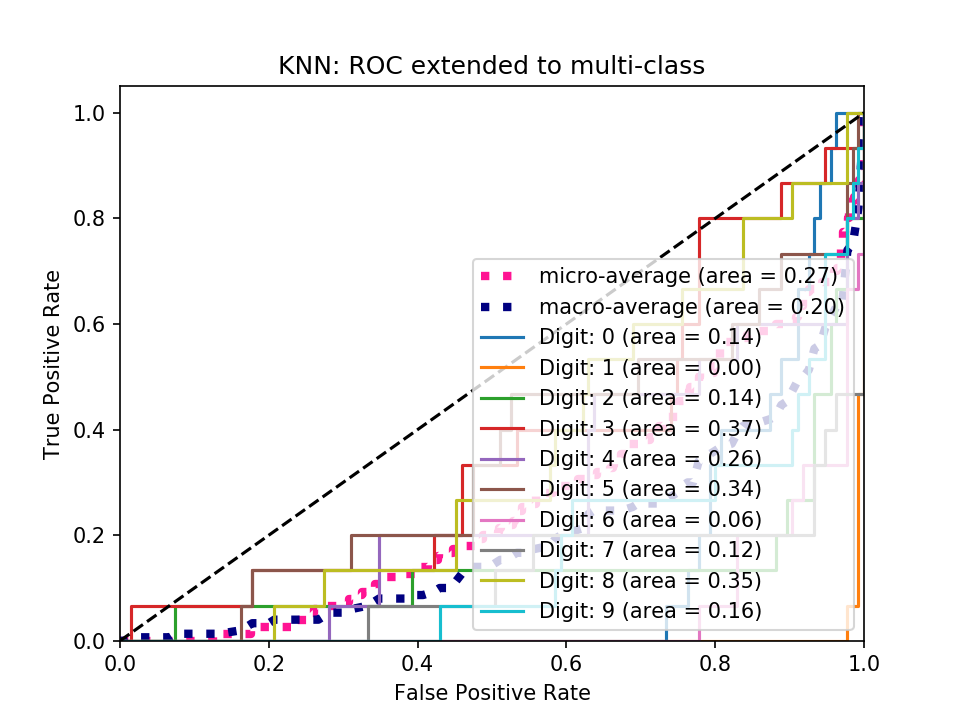 KNN: ROC extended to multi-class
True Positive Rate
1.0
0.8
0.6
0.4
0.2
0.0
micro-average (area = 0.27)
macro-average (area = 0.20)
Digit: 0 (area = 0.14)
Digit: 1 (area = 0.00)
Digit: 2 (area = 0.14)
Digit: 3 (area = 0.37)
Digit: 4 (area = 0.26)
Digit: 5 (area = 0.34)
Digit: 6 (area = 0.06)
Digit: 7 (area = 0.12)
Digit: 8 (area = 0.35)
Digit: 9 (area = 0.16)
0.0 0.2 0.4 0.6 0.8 1.0
False Positive Rate